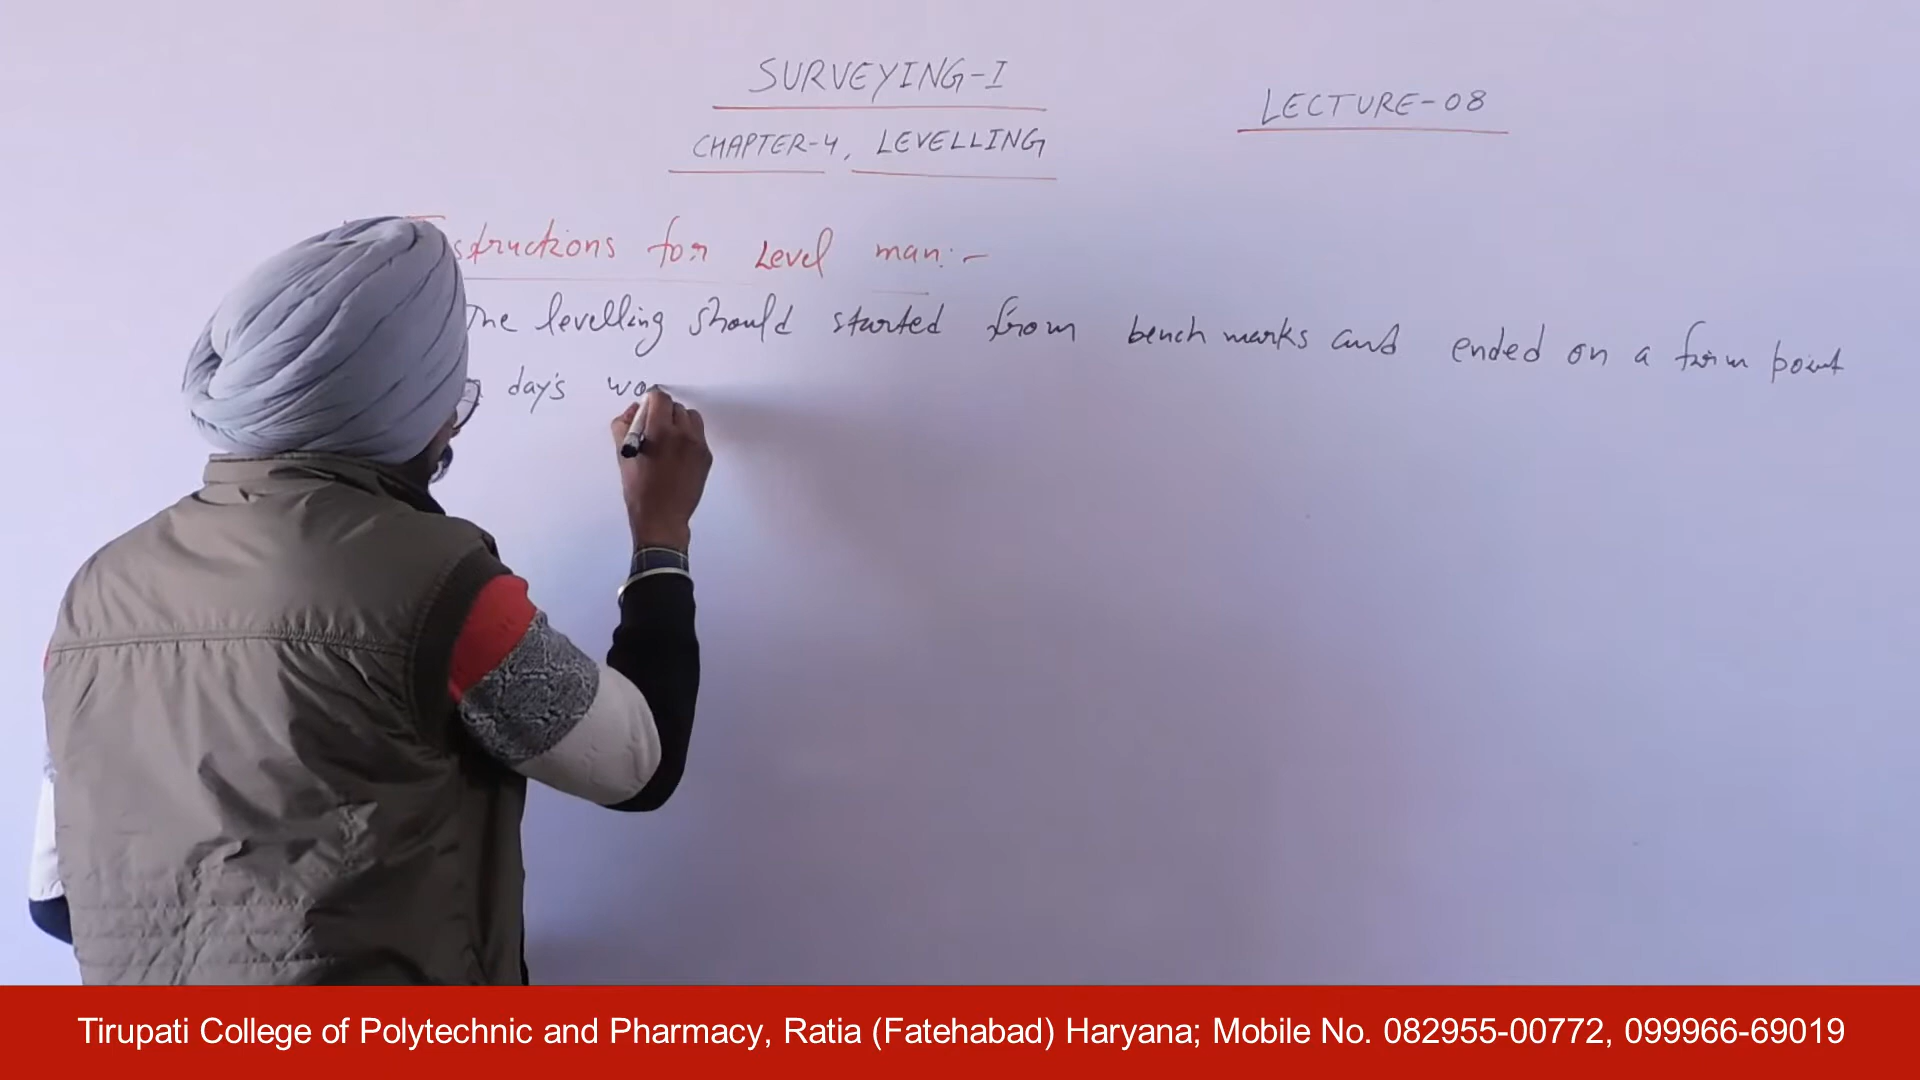 SURVEYING-I
LECTURE-08
CHAPTER-4, LEVELLING
structions for Level man:-
The levelling should started from bench marks and ended on a firm point
day's wo
Tirupati College of Polytechnic and Pharmacy, Ratia (Fatehabad) Haryana; Mobile No. 082955-00772, 099966-69019